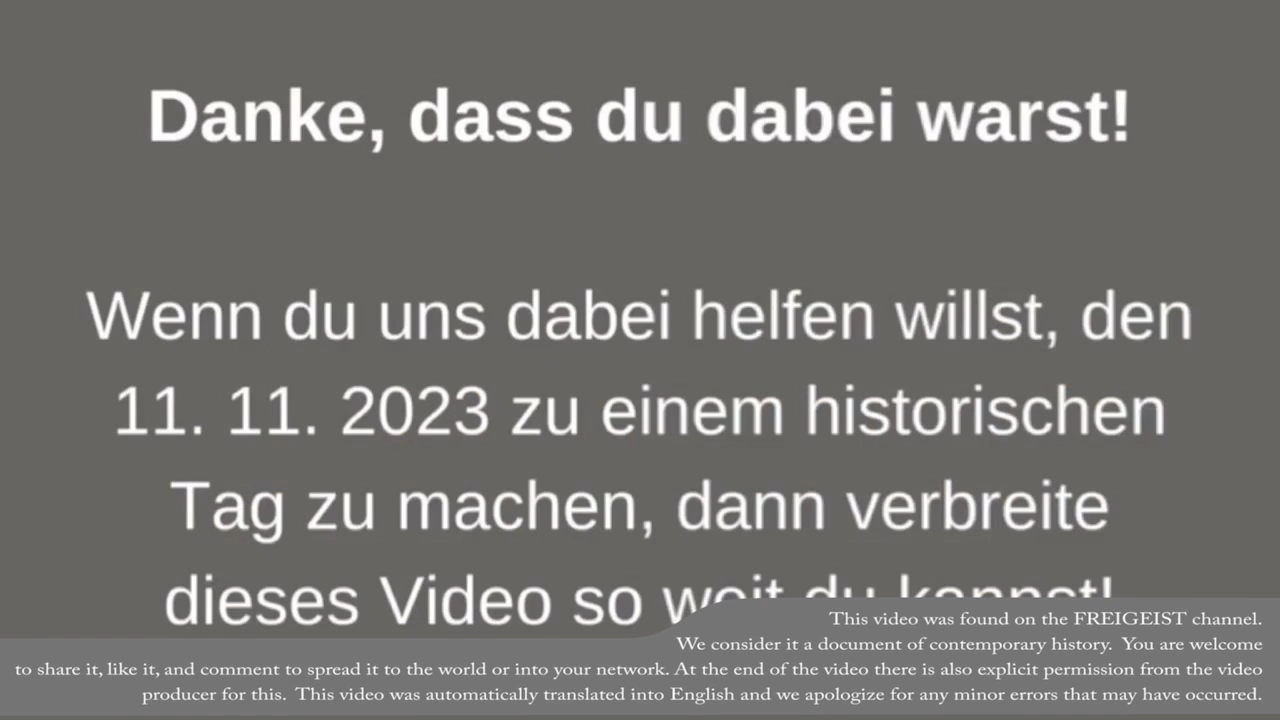 Danke, dass du dabei warst!
Wenn du uns dabei helfen willst, den
11. 11. 2023 zu einem historischen
Tag zu machen, dann verbreite
dieses Video so weit du kannst!
This video was found on the FREIGEIST channel.
We consider it a document of contemporary history. You are welcome
to share it, like it, and comment to spread it to the world or into your network. At the end of the video there is also explicit permission from the video
producer for this. This video was automatically translated into English and we apologize for any minor errors that may have occurred.